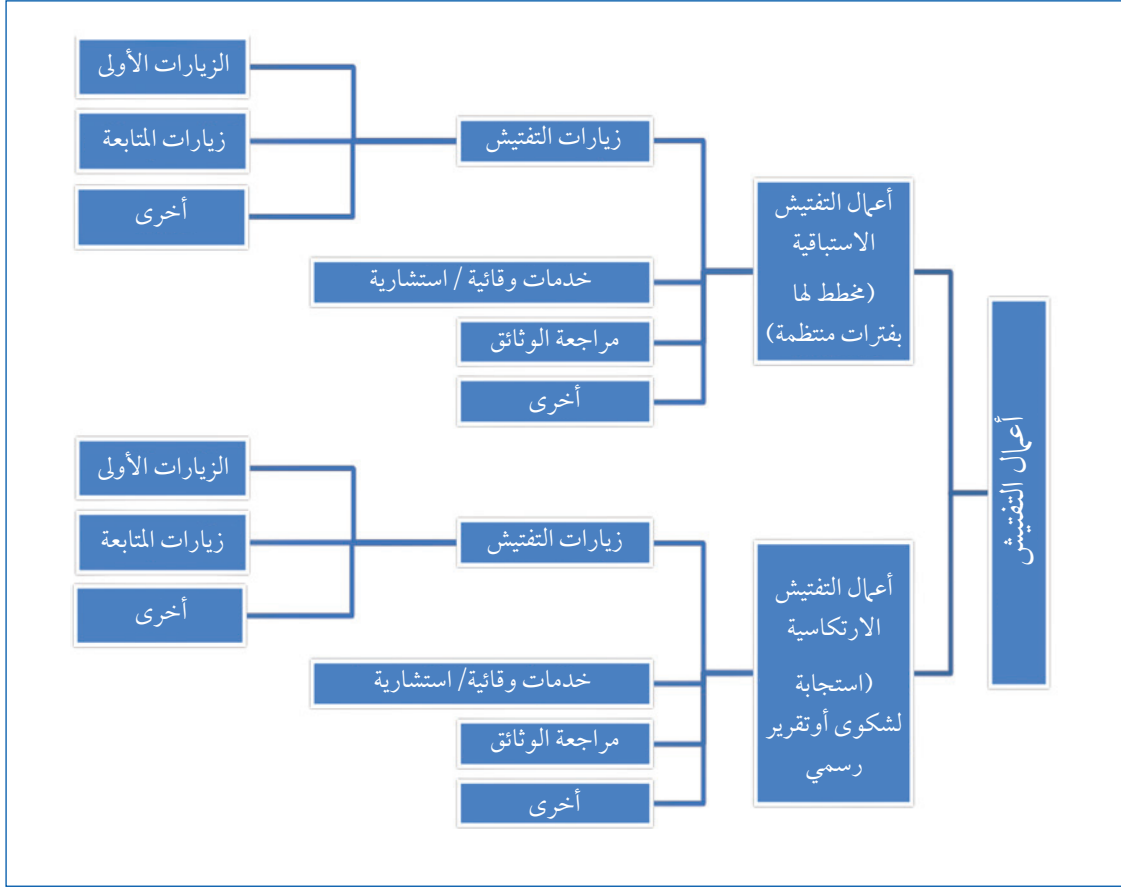 أعمال التفتيش
أعمال التفتيش
الاستباقية
(مخطط لها
بفترات منتظمة)
زيارات التفتيش
الزيارات الأولى
زيارات المتابعة
أخرى
خدمات وقائية / استشارية
مراجعة الوثائق
أخرى
أعمال التفتيش
الارتكاسية
(استجابة
لشكوى أوتقرير
رسمي
زيارات التفتيش
الزيارات الأولى
زيارات المتابعة
أخرى
خدمات وقائية/ استشارية
مراجعة الوثائق
أخرى